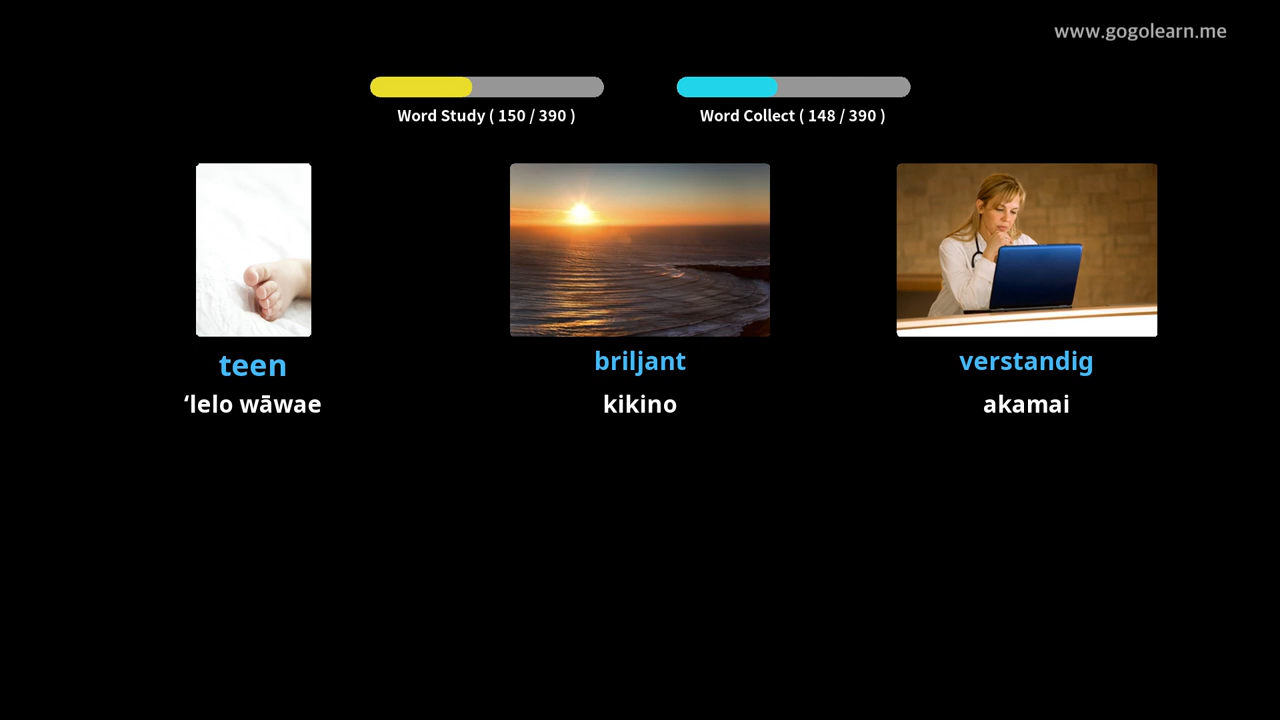 www.gogolearn.me
Word Study ( 150 / 390 )
Word Collect ( 148 / 390 )
teen
briljant
verstandig
ʻlelo wāwae
kikino
akamai